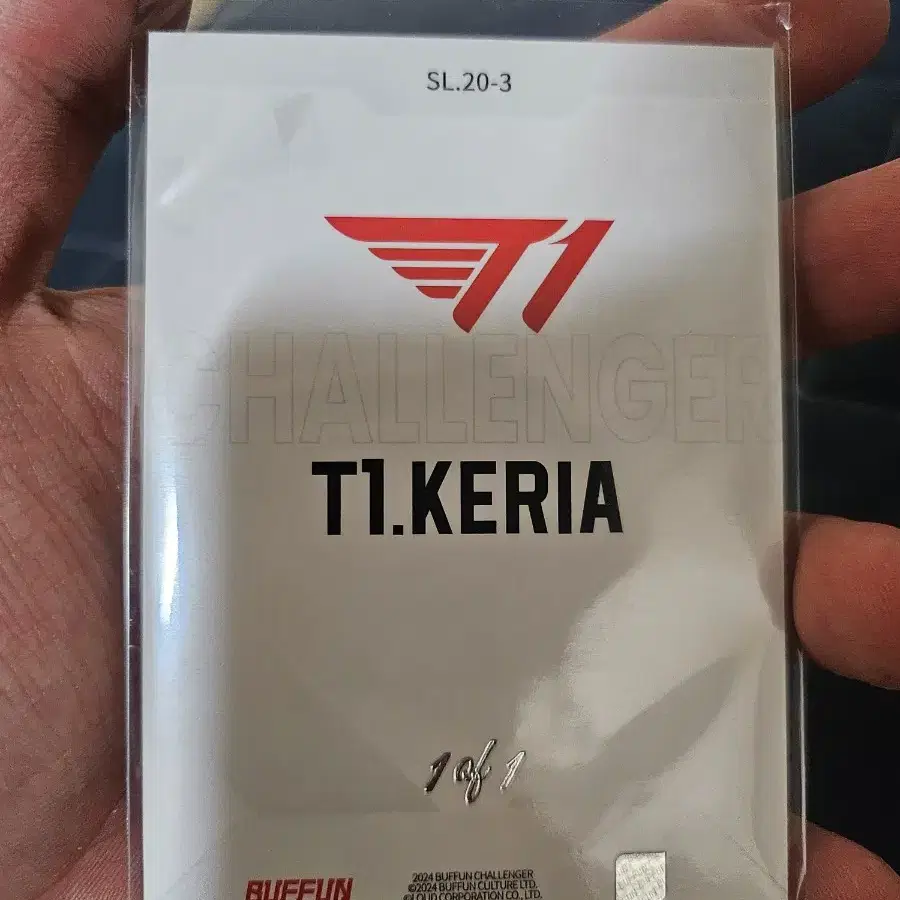 SL.20-3
T1
CHALLENGER
T1.KERIA
1 of 1
BUFFUN
2024 BUFFUN CHALLENGER
©2024 BUFFUN CULTURE LTD.
©LOUD CORPORATION CO., LTD.